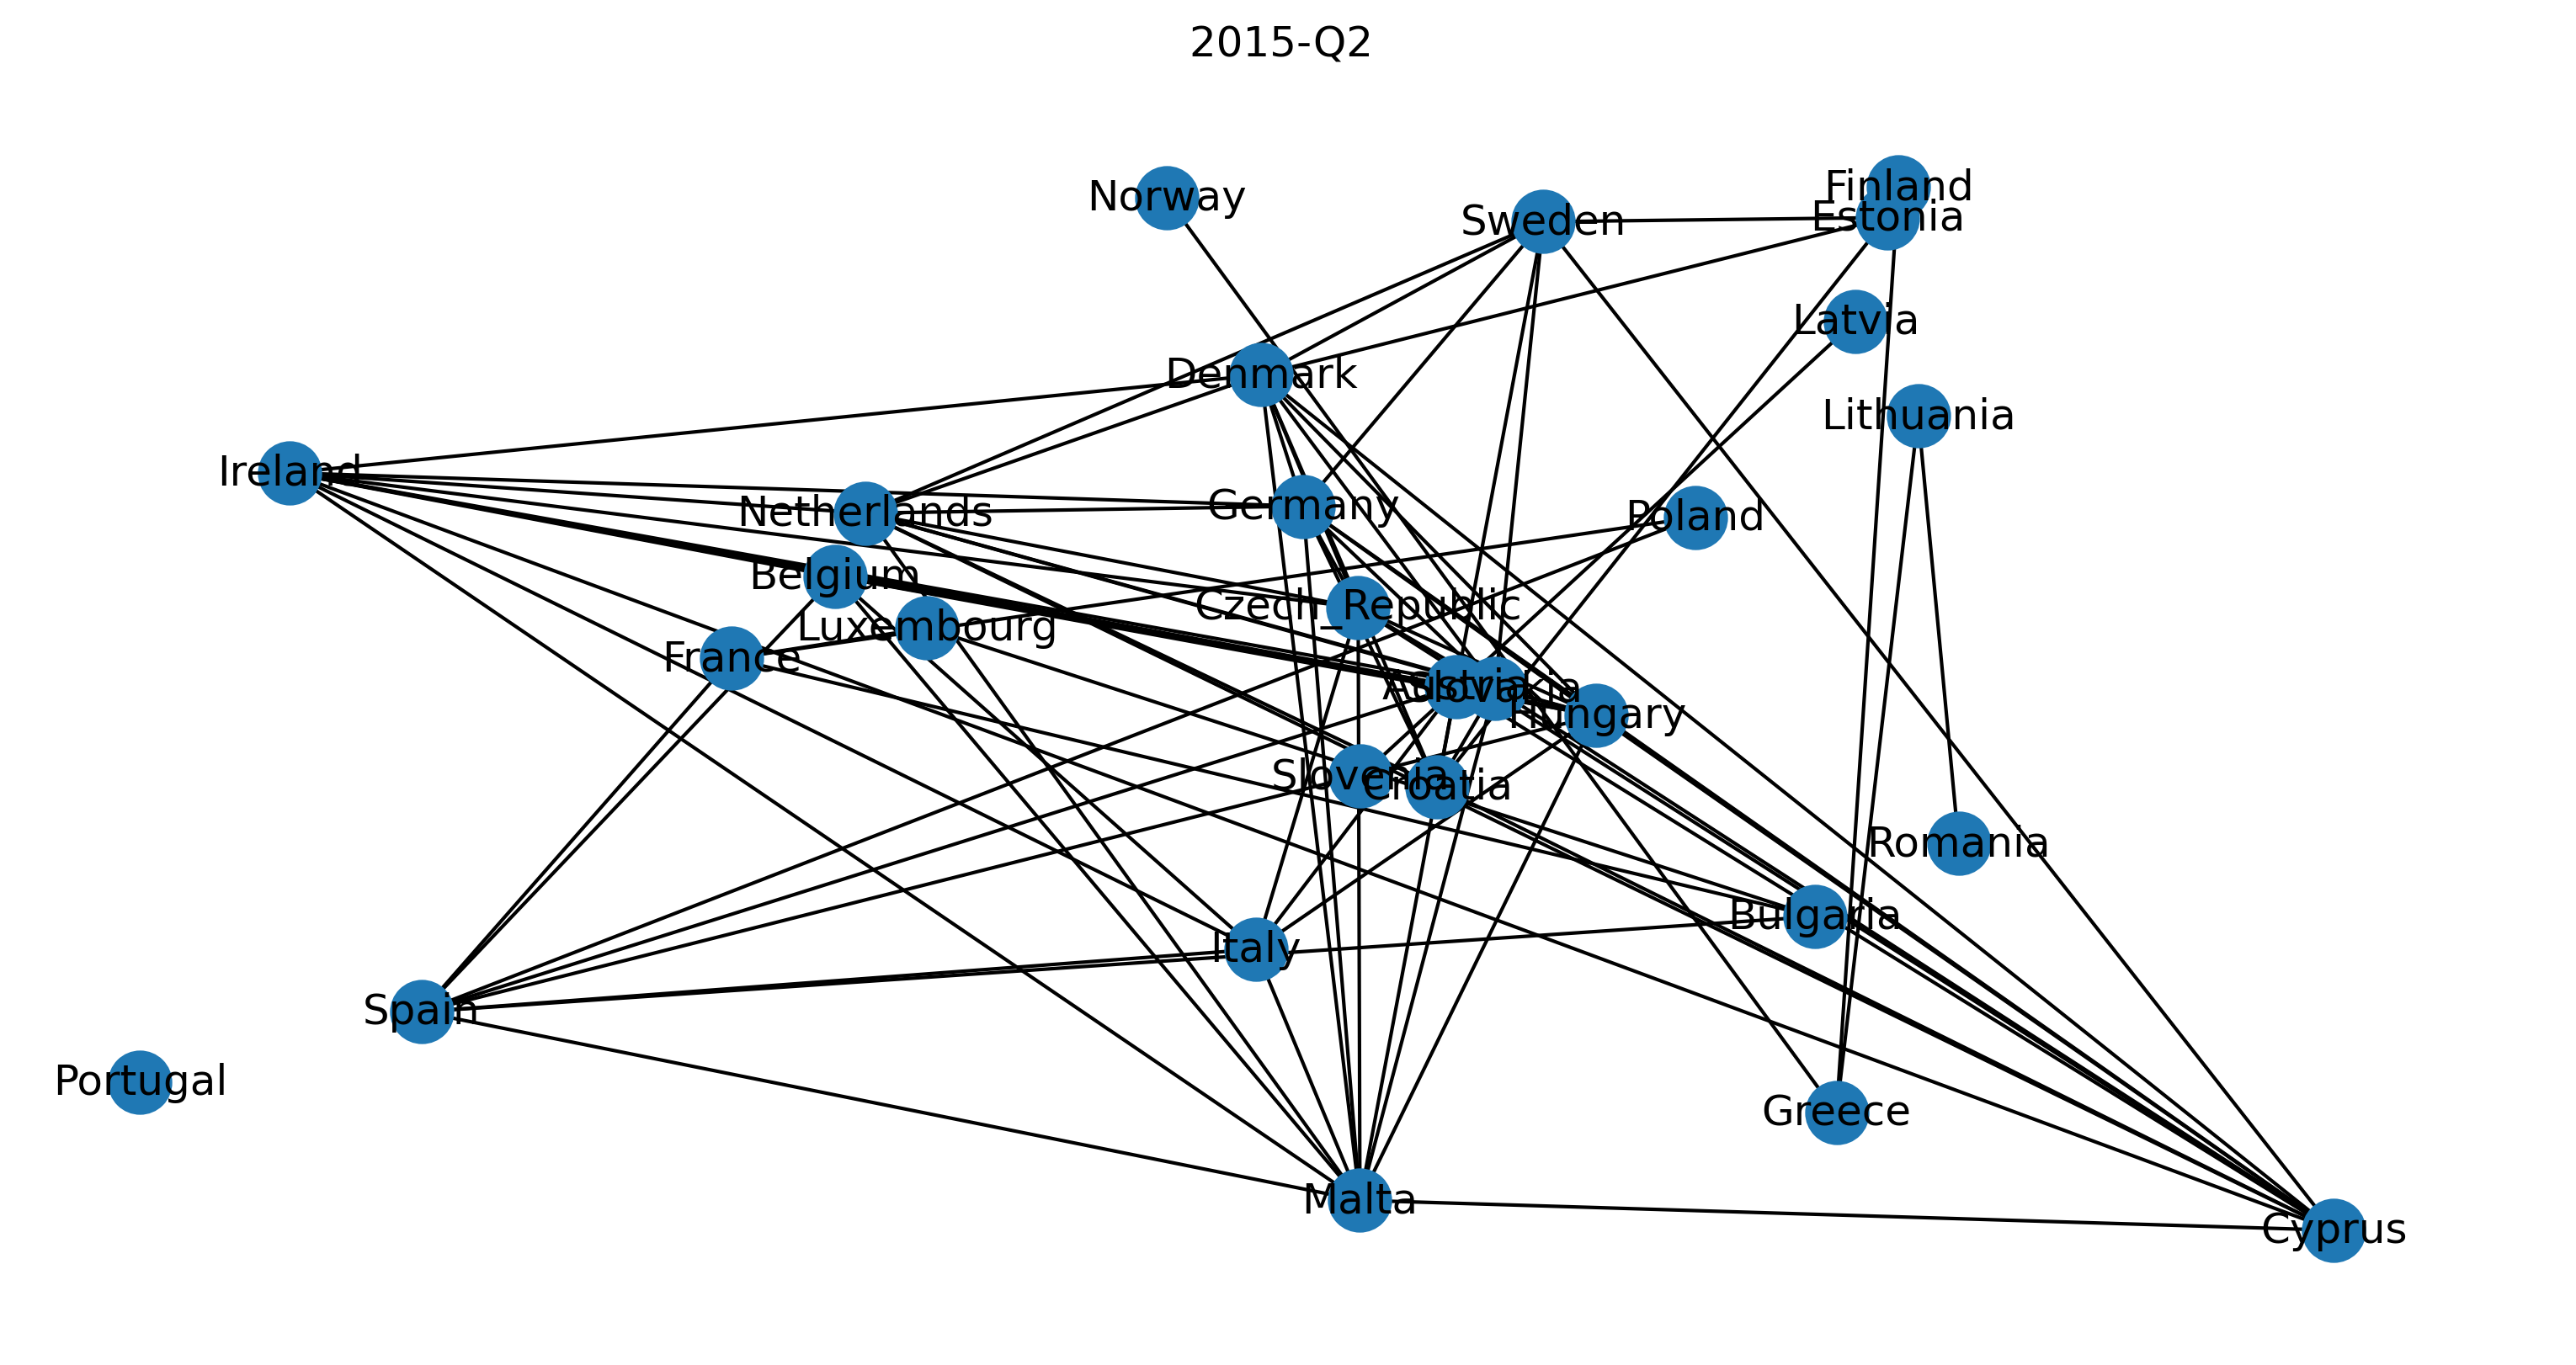 2015-Q2
Finland
Norway
Estonia
Sweden
Latvia
Denmark
Lithuania
Ireland
Germany
Netherlands
Poland
Belgium
Czech_Republic
Luxembourg
France
Austria
Slovakia
Hungary
Slovenia
Croatia
Romania
Bulgaria
Italy
Spain
Portugal
Greece
Malta
Cyprus